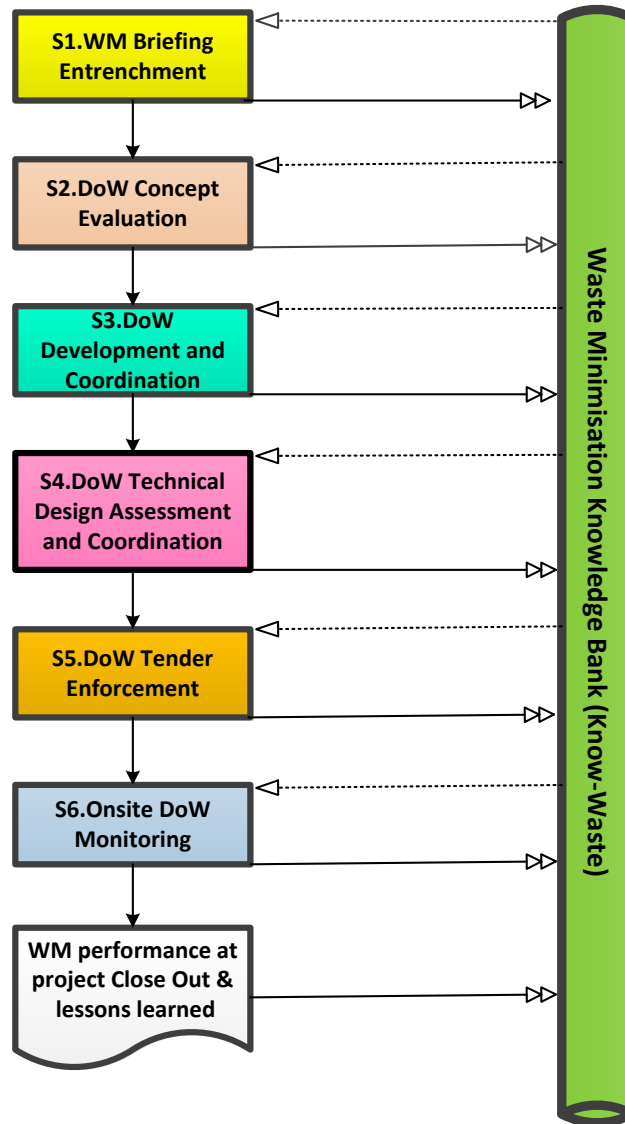 S1.WM Briefing
Entrenchment
S2.DoW Concept
Evaluation
S3.DoW
Development and
Coordination
S4.DoW Technical
Design Assessment
and Coordination
S5.DoW Tender
Enforcement
S6.Onsite DoW
Monitoring
WM performance at
project Close Out &
lessons learned
Waste Minimisation Knowledge Bank (Know-Waste)